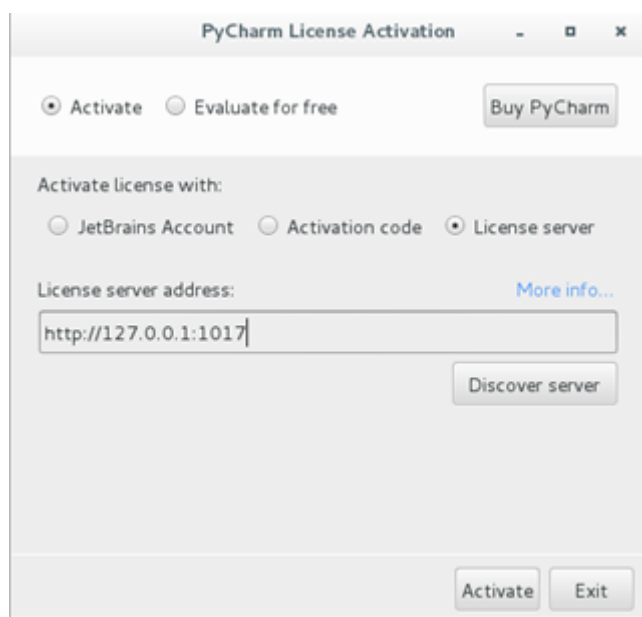 PyCharm License Activation
Activate Evaluate for free Buy PyCharm
Activate license with:
JetBrains Account Activation code License server
License server address: More info...
http://127.0.0.1:1017
Discover server
Activate Exit